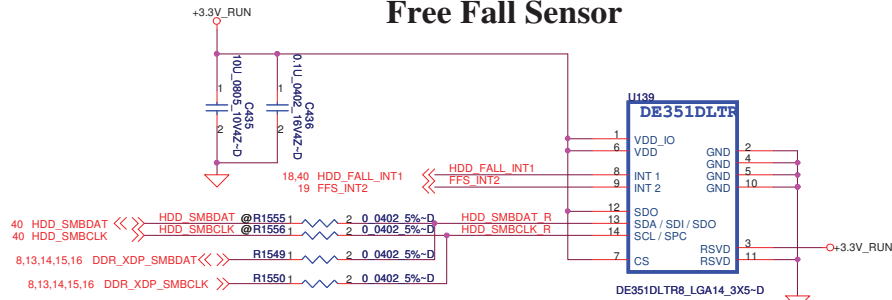 Free Fall Sensor
+3.3V_RUN
10U_0805_10V4Z~D
C435
1
2
0.1U_0402_16V4Z~D
C436
1
2
U139
DE351DLTR
1 VDD_IO
6 VDD
GND 2
GND 4
GND 5
GND 10
18,40 HDD_FALL_INT1 HDD_FALL_INT1 8 INT 1
19 FFS_INT2 FFS_INT2 9 INT 2
12 SDO
40 HDD_SMBDAT HDD_SMBDAT @R1555 1 2 0_0402_5%~D HDD_SMBDAT_R 13 SDA / SDI / SDO
40 HDD_SMBCLK HDD_SMBCLK @R1556 1 2 0_0402_5%~D HDD_SMBCLK_R 14 SCL / SPC
RSVD 3 +3.3V_RUN
RSVD 11
8,13,14,15,16 DDR_XDP_SMBDAT R1549 1 2 0_0402_5%~D
7 CS
8,13,14,15,16 DDR_XDP_SMBCLK R1550 1 2 0_0402_5%~D
DE351DLTR8_LGA14_3X5~D